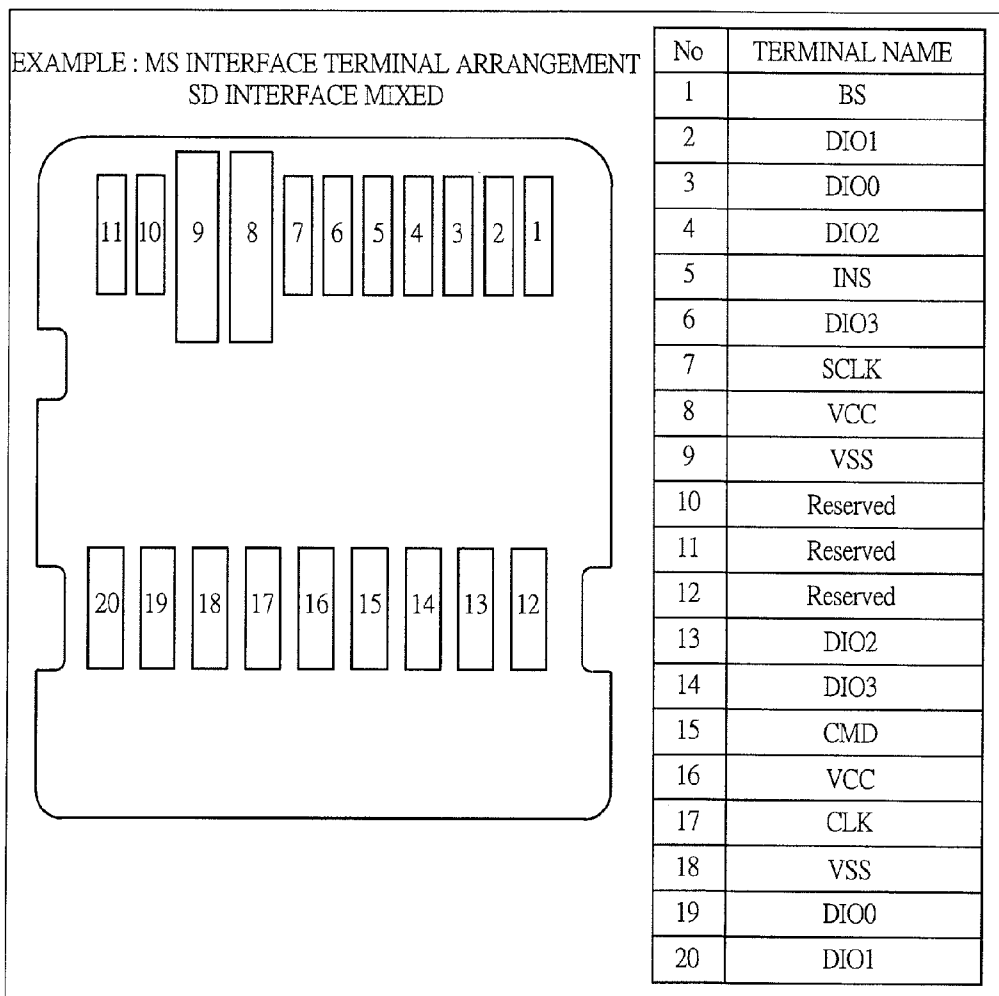 EXAMPLE : MS INTERFACE TERMINAL ARRANGEMENT
SD INTERFACE MIXED
11 10 9 8 7 6 5 4 3 2 1
20 19 18 17 16 15 14 13 12
No TERMINAL NAME
1 BS
2 DIO1
3 DIO0
4 DIO2
5 INS
6 DIO3
7 SCLK
8 VCC
9 VSS
10 Reserved
11 Reserved
12 Reserved
13 DIO2
14 DIO3
15 CMD
16 VCC
17 CLK
18 VSS
19 DIO0
20 DIO1